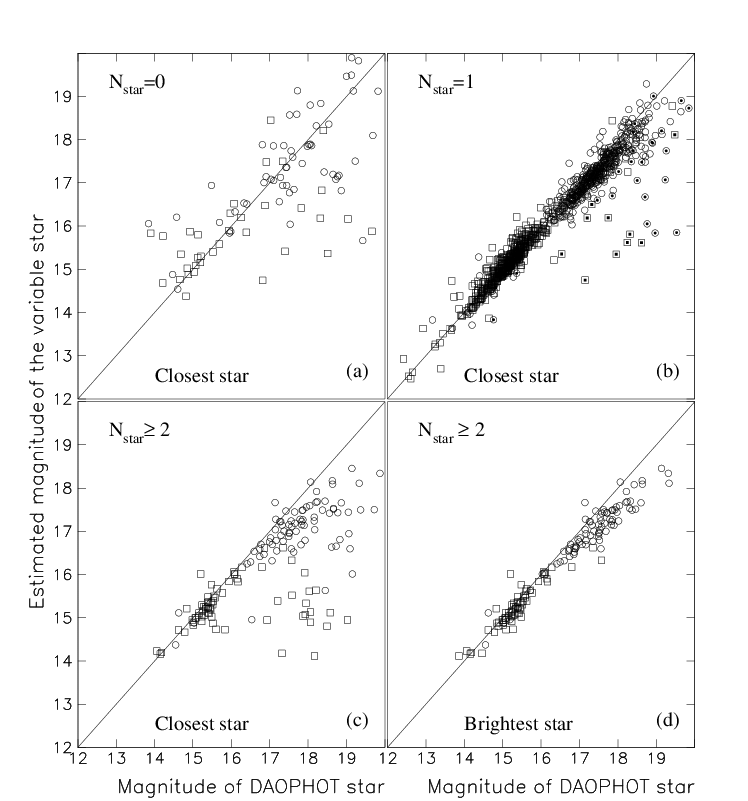 N_star=0
N_star=1
19
18
17
16
15
14
13
12
Closest star
(a)
Closest star
(b)
N_star≥ 2
N_star ≥ 2
19
18
17
16
15
14
13
12
Closest star
(c)
Brightest star
(d)
12 13 14 15 16 17 18 19
12 13 14 15 16 17 18 19
Estimated magnitude of the variable star
Magnitude of DAOPHOT star
Magnitude of DAOPHOT star